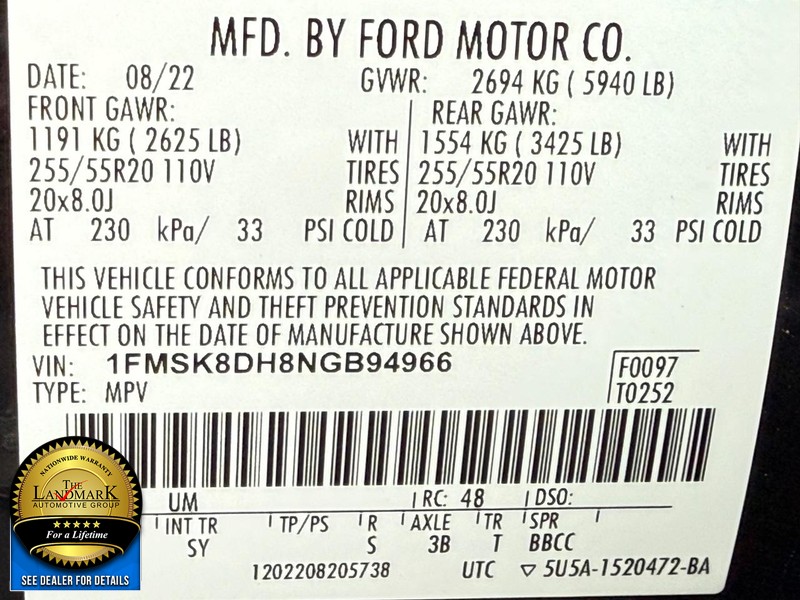 MFD. BY FORD MOTOR CO.
DATE: 08/22 GVWR: 2694 KG ( 5940 LB)
FRONT GAWR: REAR GAWR:
1191 KG ( 2625 LB) WITH 1554 KG ( 3425 LB) WITH
255/55R20 110V TIRES 255/55R20 110V TIRES
20x8.0J RIMS 20x8.0J RIMS
AT 230 kPa/ 33 PSI COLD AT 230 kPa/ 33 PSI COLD
THIS VEHICLE CONFORMS TO ALL APPLICABLE FEDERAL MOTOR
VEHICLE SAFETY AND THEFT PREVENTION STANDARDS IN
EFFECT ON THE DATE OF MANUFACTURE SHOWN ABOVE.
VIN: 1FMSK8DH8NGB94966 F0097
TYPE: MPV T0252
UM RC: 48 DSO:
INT TR TP/PS R AXLE TR SPR
SY S 3B T BBCC
1202208205738 UTC ▽ 5U5A-1520472-BA
NATIONWIDE WARRANTY
THE
LANDMARK
AUTOMOTIVE GROUP
For a Lifetime
SEE DEALER FOR DETAILS